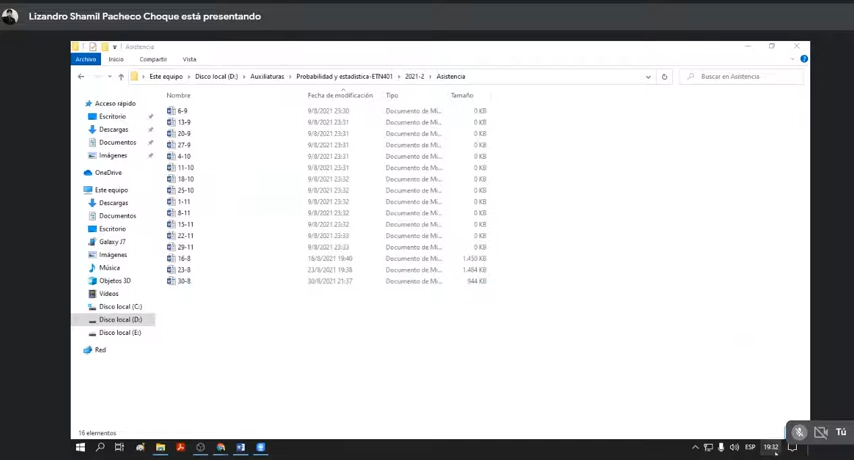 Lizandro Shamil Pacheco Choque está presentando
Asistencia
Archivo Inicio Compartir Vista
Este equipo > Disco local (D:) > Auxiliaturas > Probabilidad y estadística-ETN401 > 2021-2 > Asistencia
Buscar en Asistencia
Nombre Fecha de modificación Tipo Tamaño
Acceso rápido
Escritorio
Descargas
Documentos
Imágenes
OneDrive
Este equipo
Descargas
Documentos
Escritorio
Galaxy J7
Imágenes
Música
Objetos 3D
Vídeos
Disco local (C:)
Disco local (D:)
Disco local (E:)
Red
6-9 9/8/2021 23:30 Documento de Mi... 0 KB
13-9 9/8/2021 23:31 Documento de Mi... 0 KB
20-9 9/8/2021 23:31 Documento de Mi... 0 KB
27-9 9/8/2021 23:31 Documento de Mi... 0 KB
4-10 9/8/2021 23:31 Documento de Mi... 0 KB
11-10 9/8/2021 23:31 Documento de Mi... 0 KB
18-10 9/8/2021 23:32 Documento de Mi... 0 KB
25-10 9/8/2021 23:32 Documento de Mi... 0 KB
1-11 9/8/2021 23:32 Documento de Mi... 0 KB
8-11 9/8/2021 23:32 Documento de Mi... 0 KB
15-11 9/8/2021 23:32 Documento de Mi... 0 KB
22-11 9/8/2021 23:33 Documento de Mi... 0 KB
29-11 9/8/2021 23:33 Documento de Mi... 0 KB
16-8 16/8/2021 19:40 Documento de Mi... 1.450 KB
23-8 23/8/2021 19:38 Documento de Mi... 1.484 KB
30-8 30/8/2021 21:37 Documento de Mi... 944 KB
16 elementos
Tú
ESP 19:32